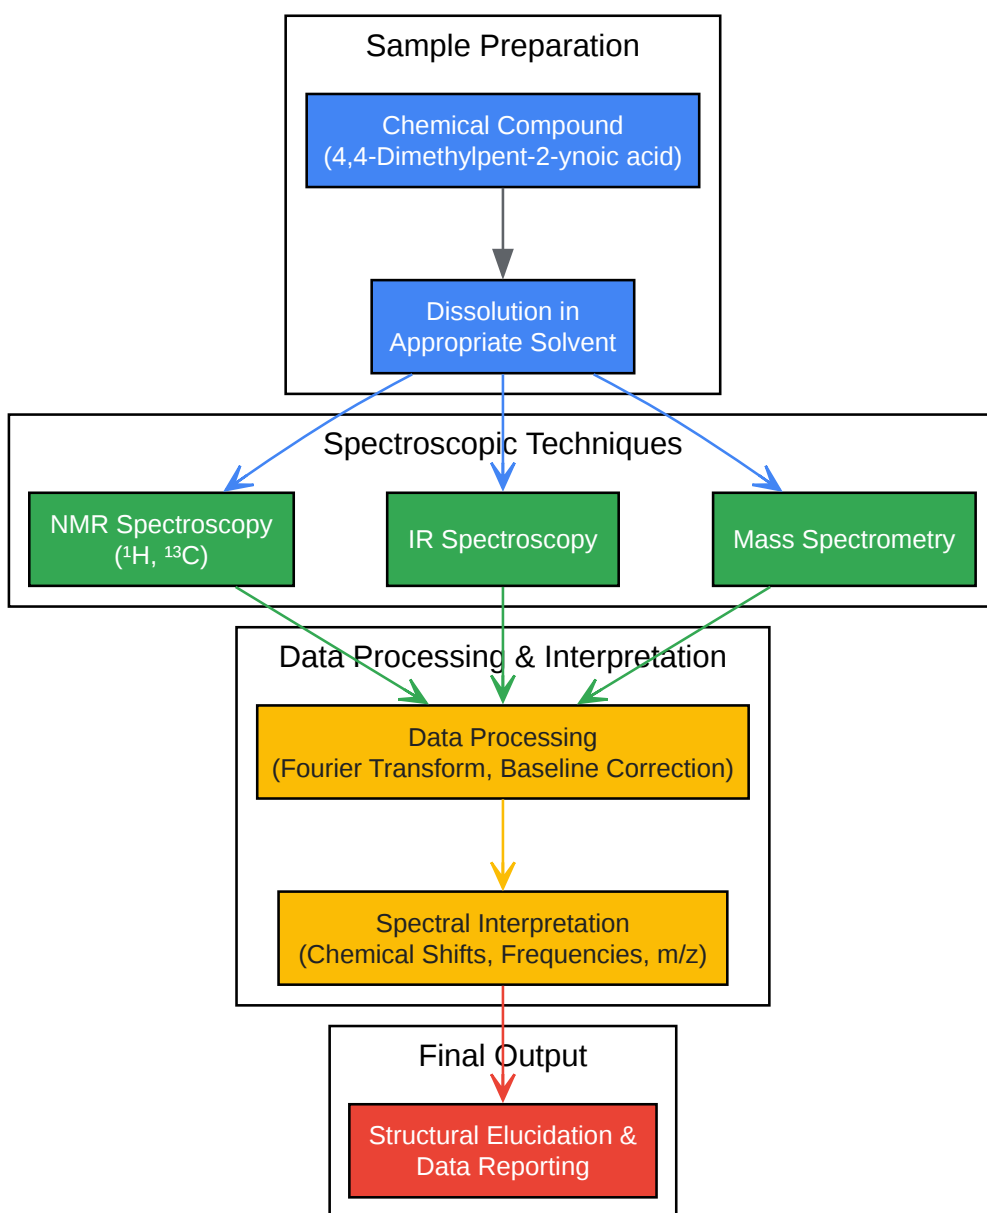 Sample Preparation
Chemical Compound
(4,4-Dimethylpent-2-ynoic acid)
Dissolution in
Appropriate Solvent
Spectroscopic Techniques
NMR Spectroscopy
(¹H, ¹³C)
IR Spectroscopy
Mass Spectrometry
Data Processing & Interpretation
Data Processing
(Fourier Transform, Baseline Correction)
Spectral Interpretation
(Chemical Shifts, Frequencies, m/z)
Final Output
Structural Elucidation &
Data Reporting